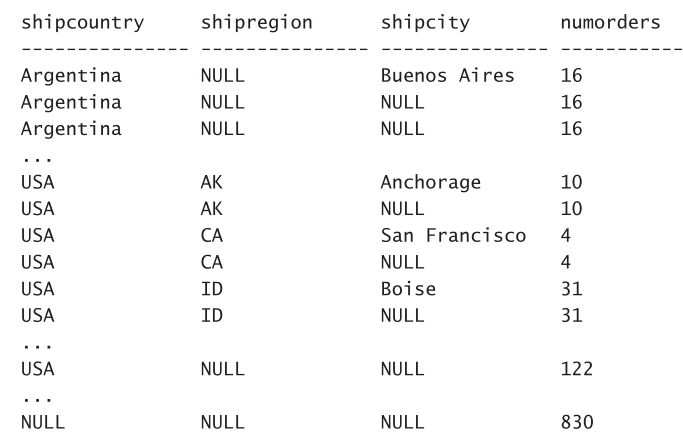 shipcountry shipregion shipcity numorders
--------------- --------------- --------------- -----------
Argentina NULL Buenos Aires 16
Argentina NULL NULL 16
Argentina NULL NULL 16
...
USA AK Anchorage 10
USA AK NULL 10
USA CA San Francisco 4
USA CA NULL 4
USA ID Boise 31
USA ID NULL 31
...
USA NULL NULL 122
...
NULL NULL NULL 830